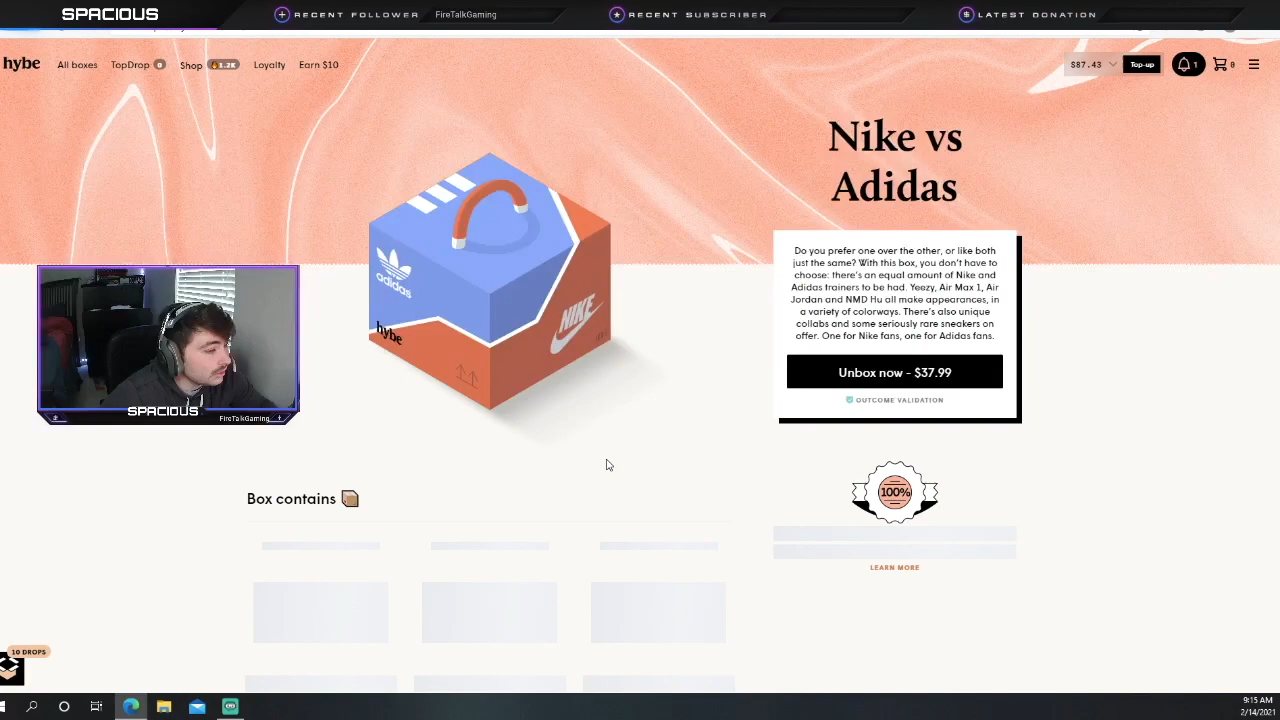 SPACIOUS
RECENT FOLLOWER FireTalkGaming
RECENT SUBSCRIBER
LATEST DONATION
hybe
All boxes TopDrop 0 Shop 1.2K Loyalty Earn $10
$87.43 Top-up 1 0
Nike vs
Adidas
adidas
hybe
NIKE
Do you prefer one over the other, or like both
just the same? With this box, you don't have to
choose: there's an equal amount of Nike and
Adidas trainers to be had. Yeezy, Air Max 1, Air
Jordan and NMD Hu all make appearances, in
a variety of colorways. There's also unique
collabs and some seriously rare sneakers on
offer. One for Nike fans, one for Adidas fans.
Unbox now - $37.99
OUTCOME VALIDATION
SPACIOUS
FireTalkGaming
Box contains
100%
LEARN MORE
10 DROPS
9:15 AM
2/14/2021